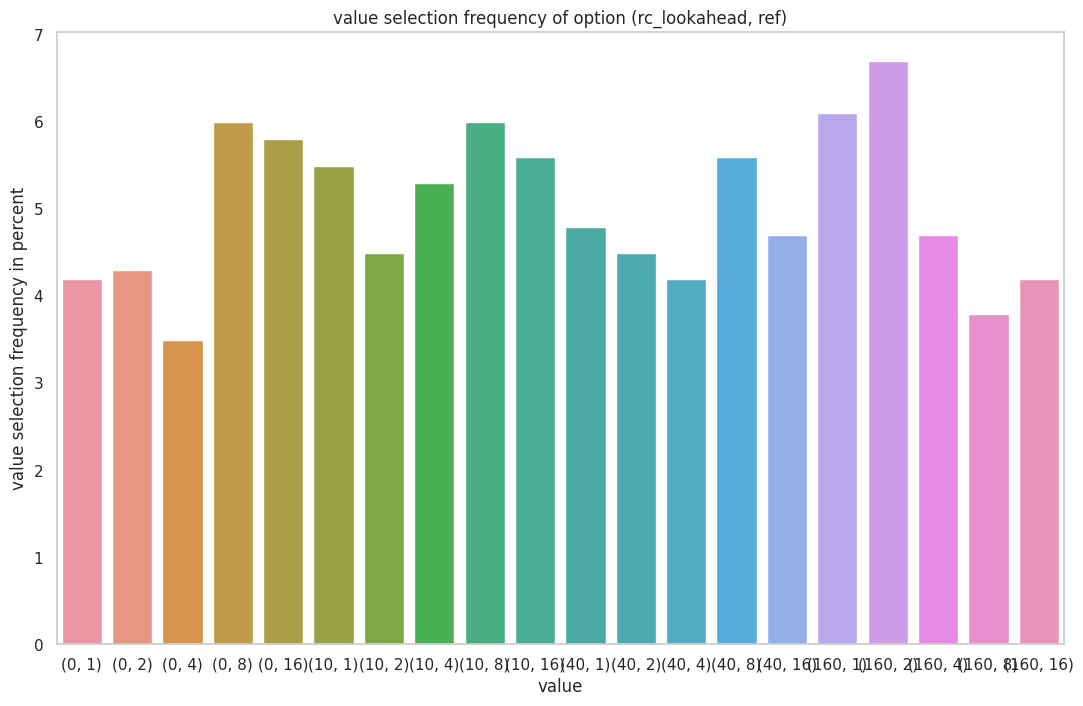 value selection frequency of option (rc_lookahead, ref)
value selection frequency in percent
7
6
5
4
3
2
1
0
(0, 1) (0, 2) (0, 4) (0, 8) (0, 16) (10, 1) (10, 2) (10, 4) (10, 8) (10, 16) (40, 1) (40, 2) (40, 4) (40, 8) (40, 16) (160, 1) (160, 2) (160, 4) (160, 8) (160, 16)
value